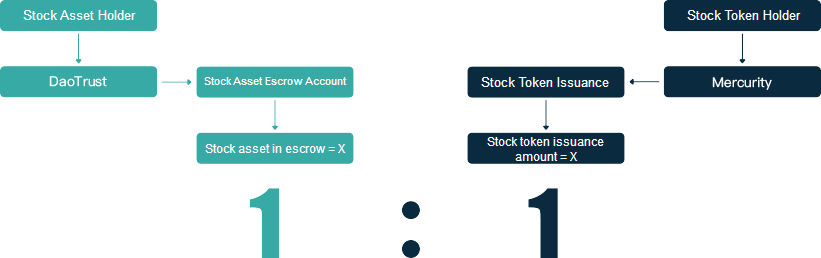 Stock Asset Holder
Stock Token Holder
DaoTrust
Stock Asset Escrow Account
Stock Token Issuance
Mercurity
Stock asset in escrow = X
Stock token issuance
amount = X
1 : 1